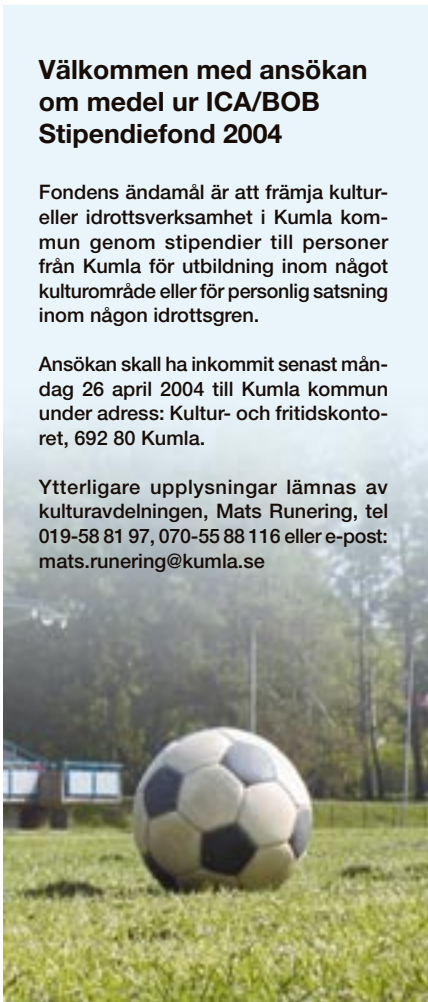 Välkommen med ansökan
om medel ur ICA/BOB
Stipendiefond 2004
Fondens ändamål är att främja kultur-
eller idrottsverksamhet i Kumla kom-
mun genom stipendier till personer
från Kumla för utbildning inom något
kulturområde eller för personlig satsning
inom någon idrottsgren.
Ansökan skall ha inkommit senast mån-
dag 26 april 2004 till Kumla kommun
under adress: Kultur- och fritidskonto-
ret, 692 80 Kumla.
Ytterligare upplysningar lämnas av
kulturavdelningen, Mats Runering, tel
019-58 81 97, 070-55 88 116 eller e-post:
mats.runering@kumla.se